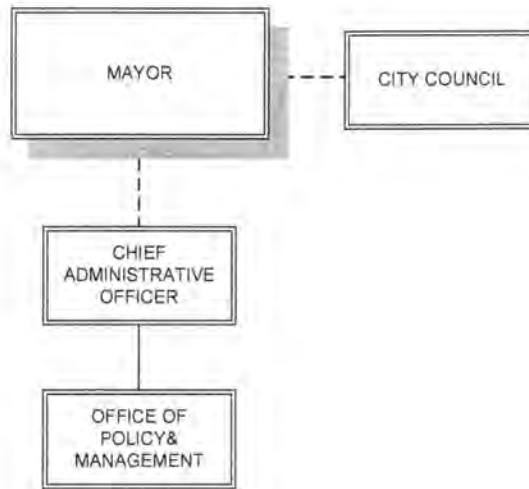 MAYOR
CITY COUNCIL
CHIEF
ADMINISTRATIVE
OFFICER
OFFICE OF
POLICY&
MANAGEMENT